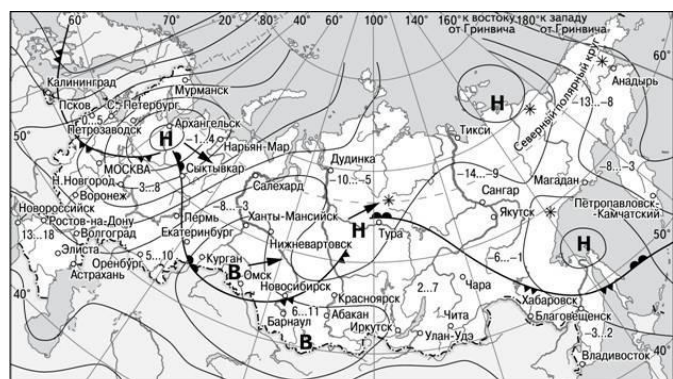 60° 70° 20° 80° 40° 60° 80° 100° 120° 140° 160° к востоку от Гринвича 180° к западу от Гринвича
60°
Калининград
Мурманск
Анадырь
Псков С.-Петербург
0...5
Петрозаводск
Архангельск
Н
−1...4
Нарьян-Мар
Н
Северный полярный круг
−13...−8
Тикси
50°
МОСКВА
Сыктывкар
Дудинка
−10...−5
−14...−9
−8...−3
Н.Новгород
3...8
Салехард
Сангар
Магадан
Воронеж
Новороссийск
Пермь
−8...−3
Ханты-Мансийск
Н
Тура
Якутск
Петропавловск-
Камчатский
Ростов-на-Дону
Волгоград
13...18
Екатеринбург
Нижневартовск
Н
50°
Элиста
5...10
Курган
В
Омск
−6...−1
Оренбург
Астрахань
Новосибирск
2...7
Чара
Хабаровск
40°
6...11
Красноярск
Благовещенск
Барнаул
Абакан
Чита
Иркутск
Улан-Удэ
−3...2
В
Владивосток
40°